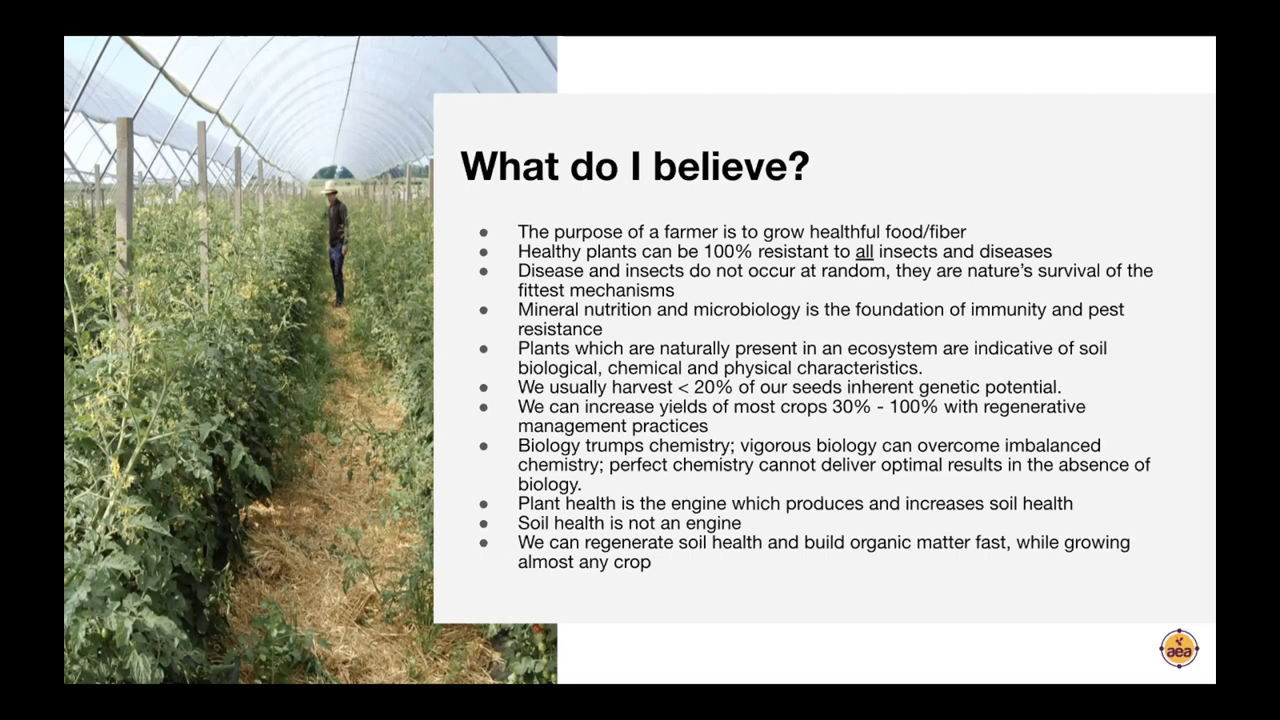 What do I believe?
● The purpose of a farmer is to grow healthful food/fiber
● Healthy plants can be 100% resistant to all insects and diseases
● Disease and insects do not occur at random, they are nature’s survival of the
fittest mechanisms
● Mineral nutrition and microbiology is the foundation of immunity and pest
resistance
● Plants which are naturally present in an ecosystem are indicative of soil
biological, chemical and physical characteristics.
● We usually harvest < 20% of our seeds inherent genetic potential.
● We can increase yields of most crops 30% - 100% with regenerative
management practices
● Biology trumps chemistry; vigorous biology can overcome imbalanced
chemistry; perfect chemistry cannot deliver optimal results in the absence of
biology.
● Plant health is the engine which produces and increases soil health
● Soil health is not an engine
● We can regenerate soil health and build organic matter fast, while growing
almost any crop
aea